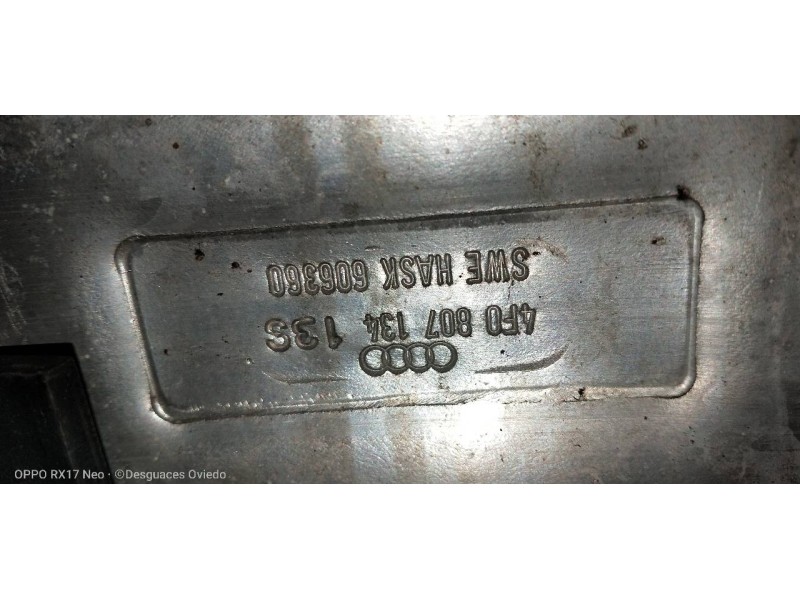 4F0 807 134 13S
SWE HASK 606360
OPPO RX17 Neo · ©Desguaces Oviedo